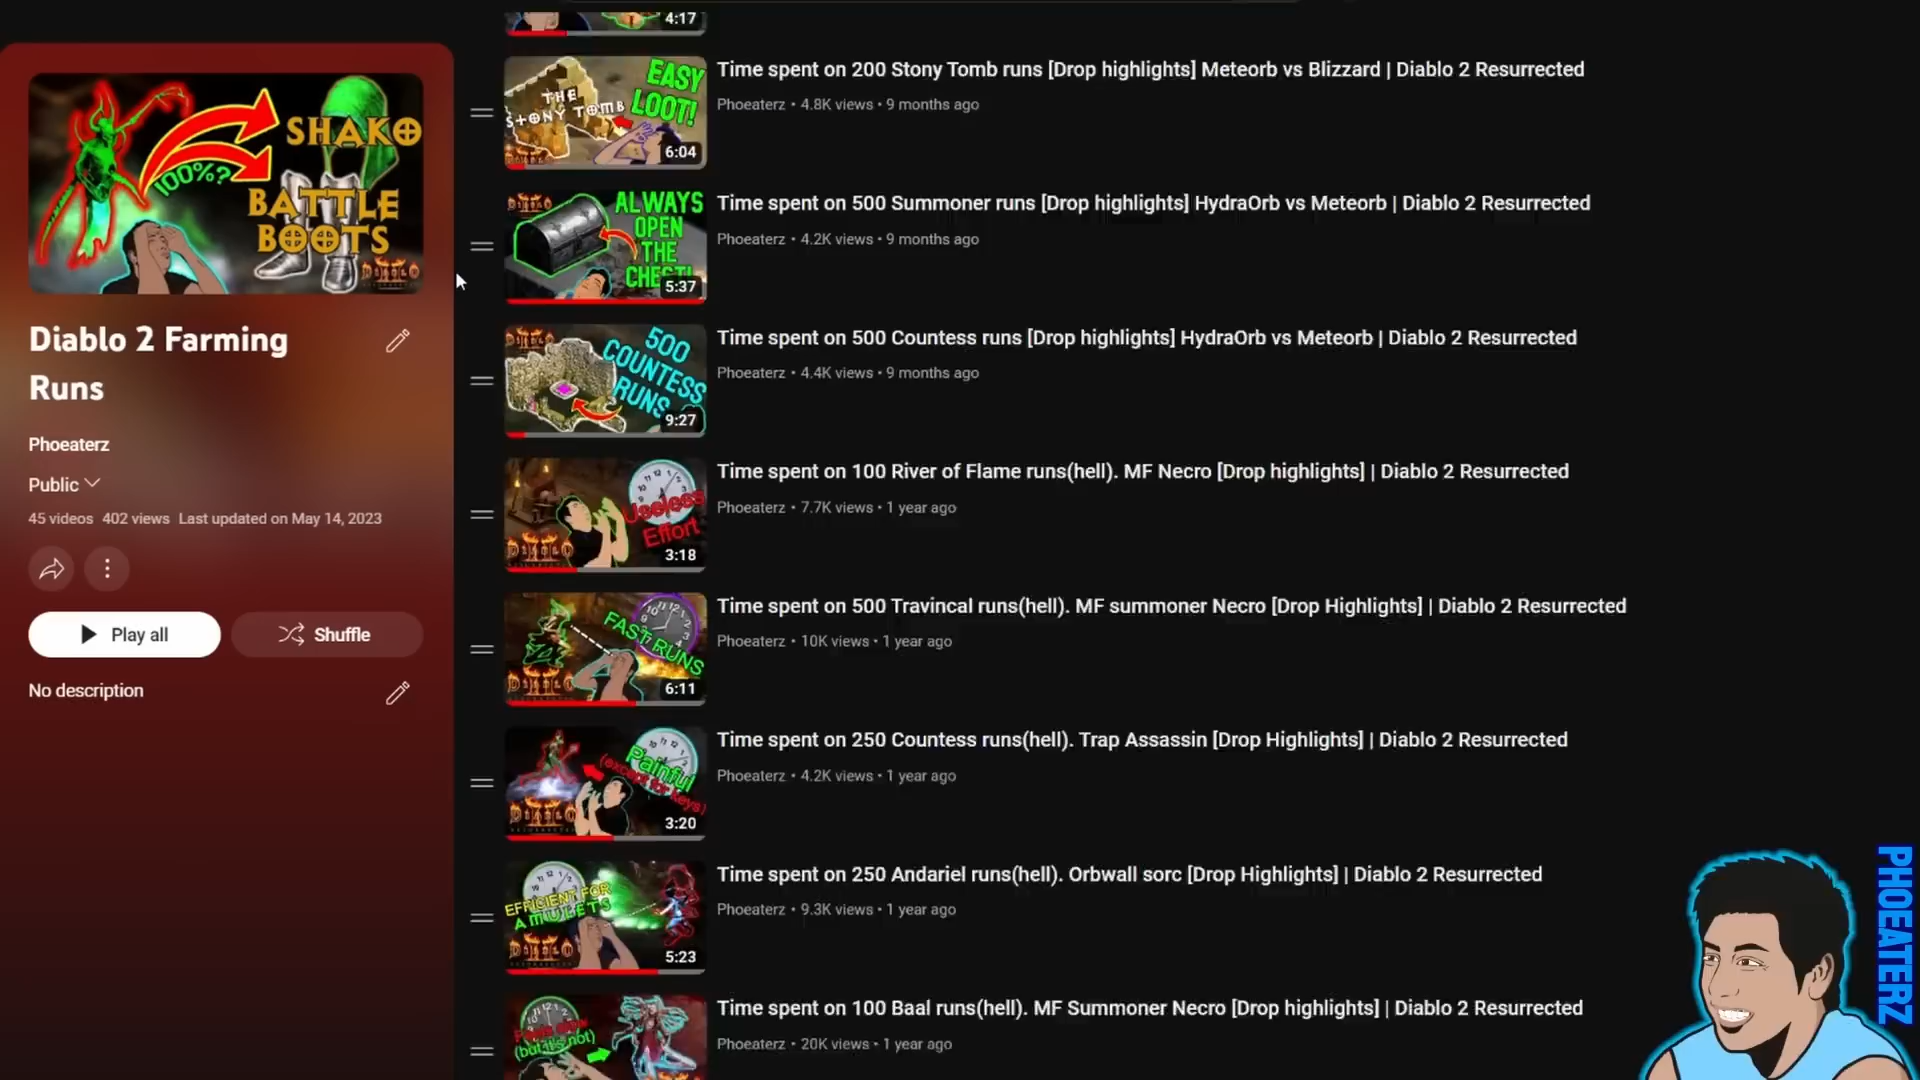 SHAKO
100%?
BATTLE
BOOTS
DIABLO
Diablo 2 Farming
Runs
Phoeaterz
Public
45 videos 402 views Last updated on May 14, 2023
Play all
Shuffle
No description
4:17
EASY
LOOT!
THE
STONY TOMB
6:04
Time spent on 200 Stony Tomb runs [Drop highlights] Meteorb vs Blizzard | Diablo 2 Resurrected
Phoeaterz • 4.8K views • 9 months ago
ALWAYS
OPEN
THE
CHEST!
5:37
Time spent on 500 Summoner runs [Drop highlights] HydraOrb vs Meteorb | Diablo 2 Resurrected
Phoeaterz • 4.2K views • 9 months ago
500
COUNTESS
RUNS
9:27
Time spent on 500 Countess runs [Drop highlights] HydraOrb vs Meteorb | Diablo 2 Resurrected
Phoeaterz • 4.4K views • 9 months ago
Useless
Effort
DIABLO
3:18
Time spent on 100 River of Flame runs(hell). MF Necro [Drop highlights] | Diablo 2 Resurrected
Phoeaterz • 7.7K views • 1 year ago
FAST RUNS
DIABLO
6:11
Time spent on 500 Travincal runs(hell). MF summoner Necro [Drop Highlights] | Diablo 2 Resurrected
Phoeaterz • 10K views • 1 year ago
Painful
(except for keys)
DIABLO
3:20
Time spent on 250 Countess runs(hell). Trap Assassin [Drop Highlights] | Diablo 2 Resurrected
Phoeaterz • 4.2K views • 1 year ago
EFFICIENT FOR
AMULETS
DIABLO
5:23
Time spent on 250 Andariel runs(hell). Orbwall sorc [Drop Highlights] | Diablo 2 Resurrected
Phoeaterz • 9.3K views • 1 year ago
(but it's not)
Time spent on 100 Baal runs(hell). MF Summoner Necro [Drop highlights] | Diablo 2 Resurrected
Phoeaterz • 20K views • 1 year ago
PHOEATERZ